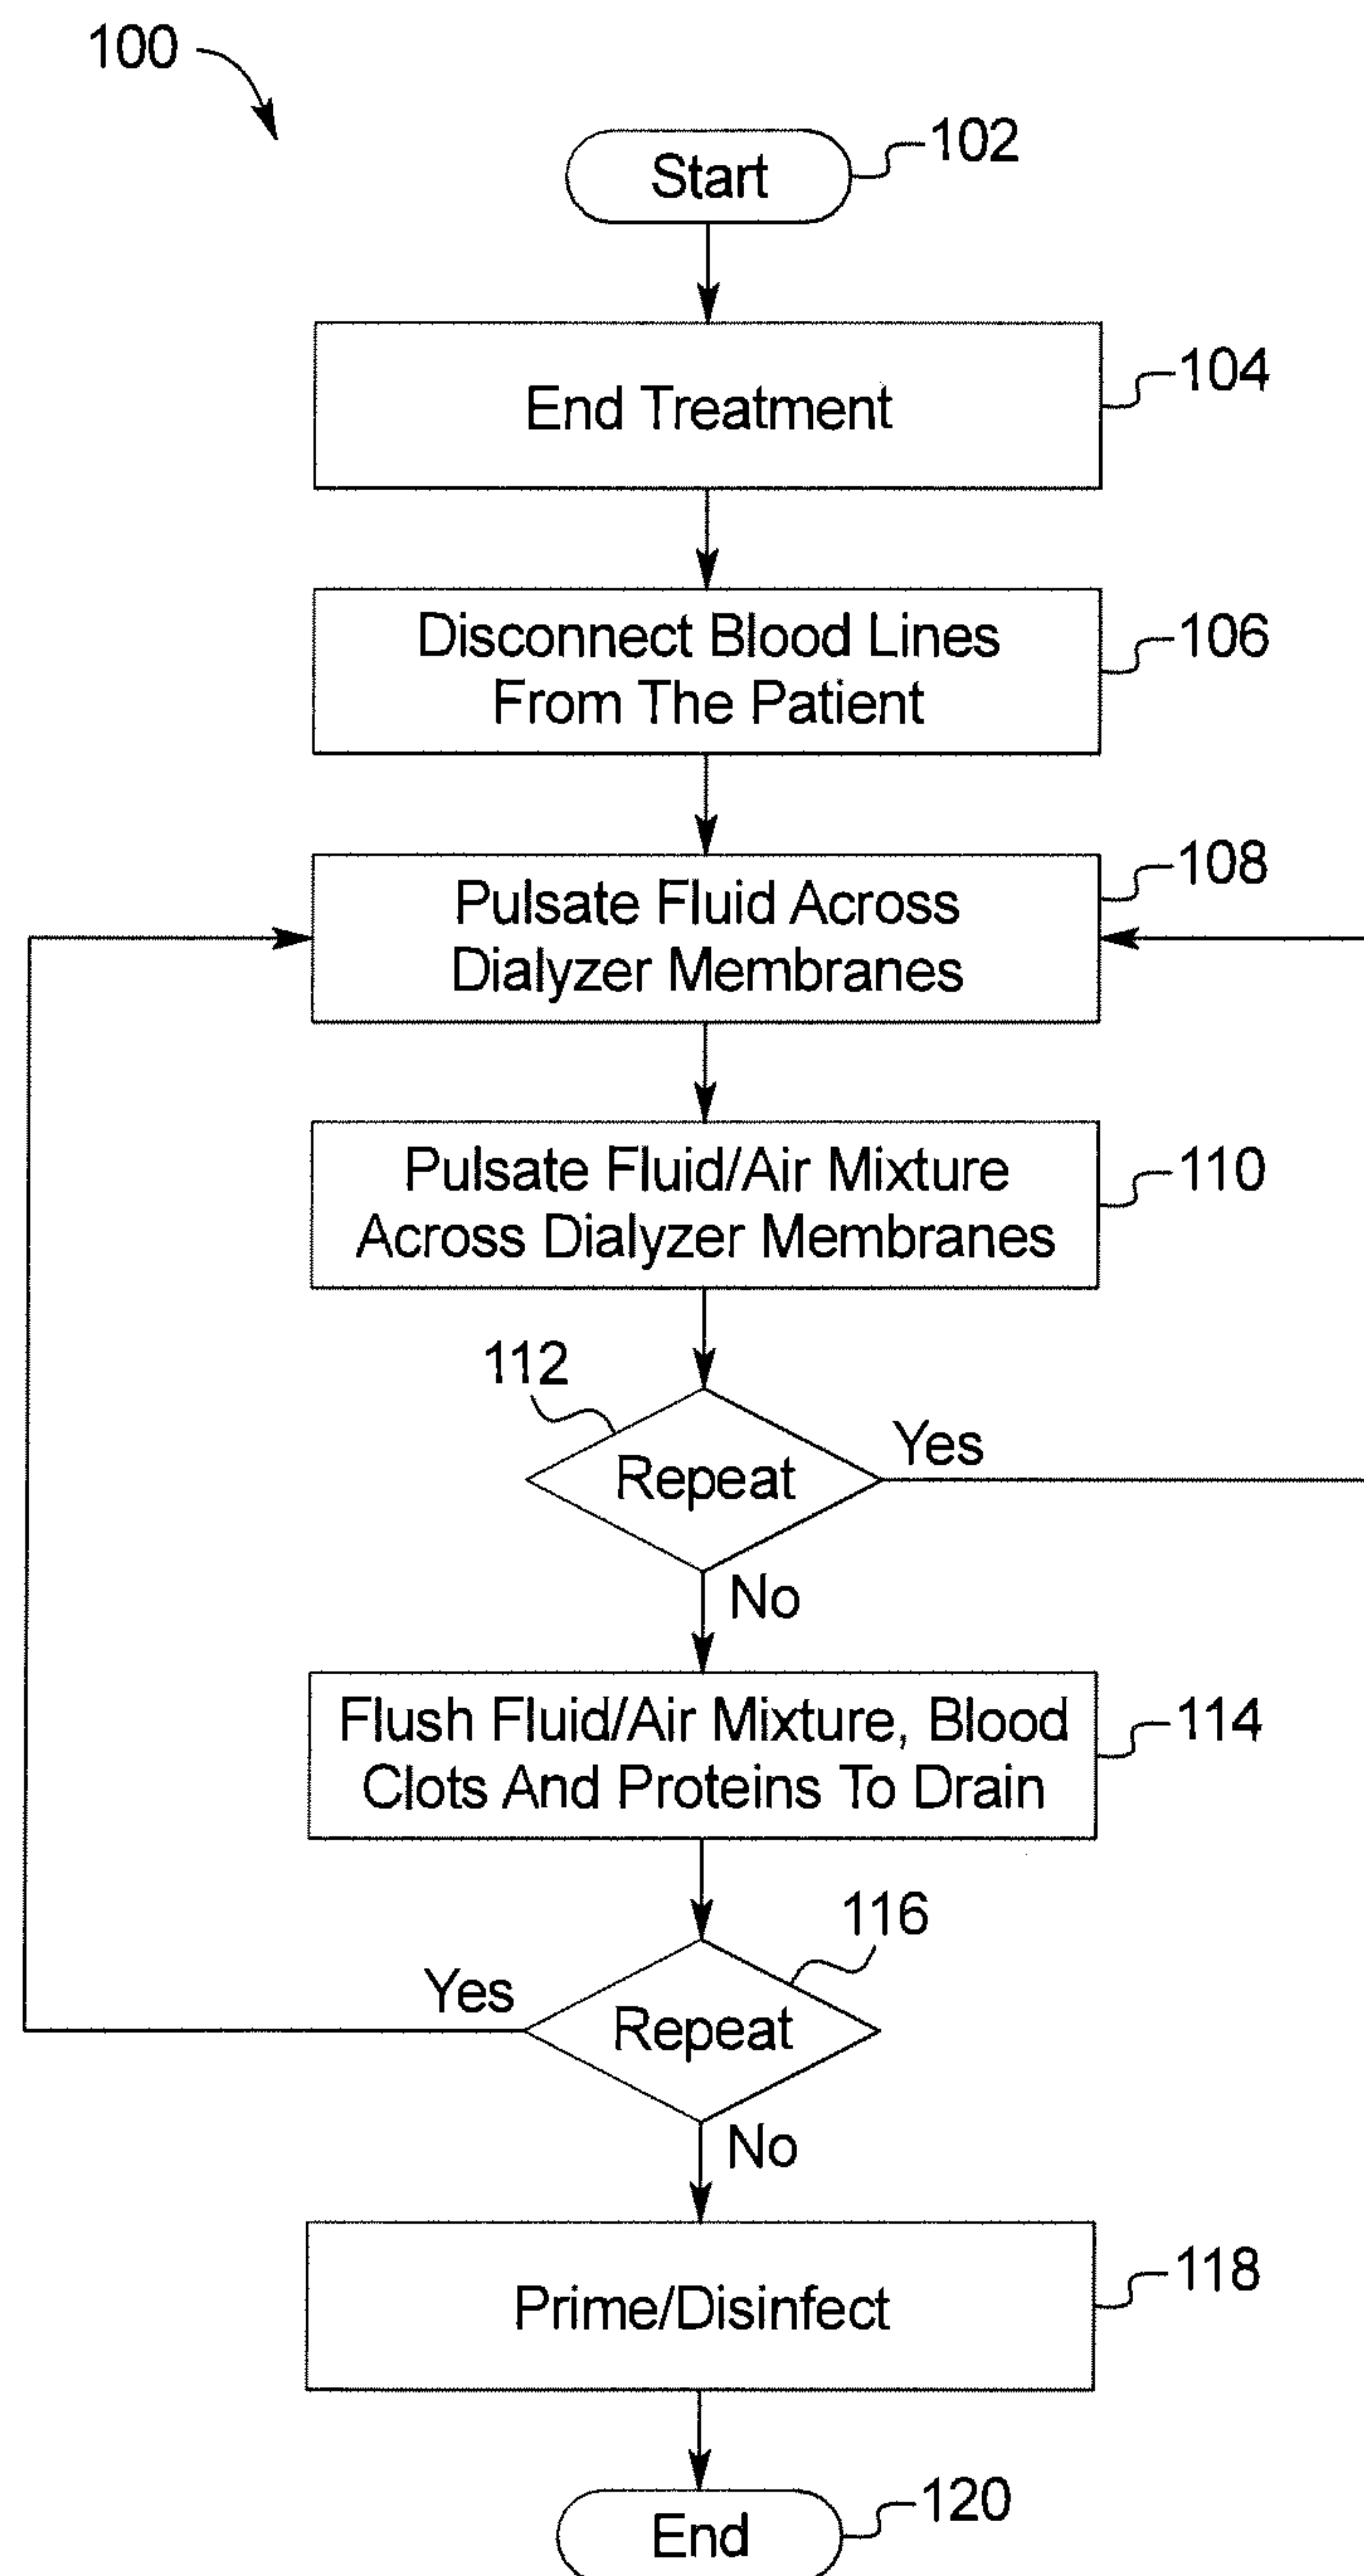 100
Start
102
End Treatment
104
Disconnect Blood Lines
From The Patient
106
Pulsate Fluid Across
Dialyzer Membranes
108
Pulsate Fluid/Air Mixture
Across Dialyzer Membranes
110
112
Repeat
Yes
No
Flush Fluid/Air Mixture, Blood
Clots And Proteins To Drain
114
116
Yes
Repeat
No
Prime/Disinfect
118
End
120